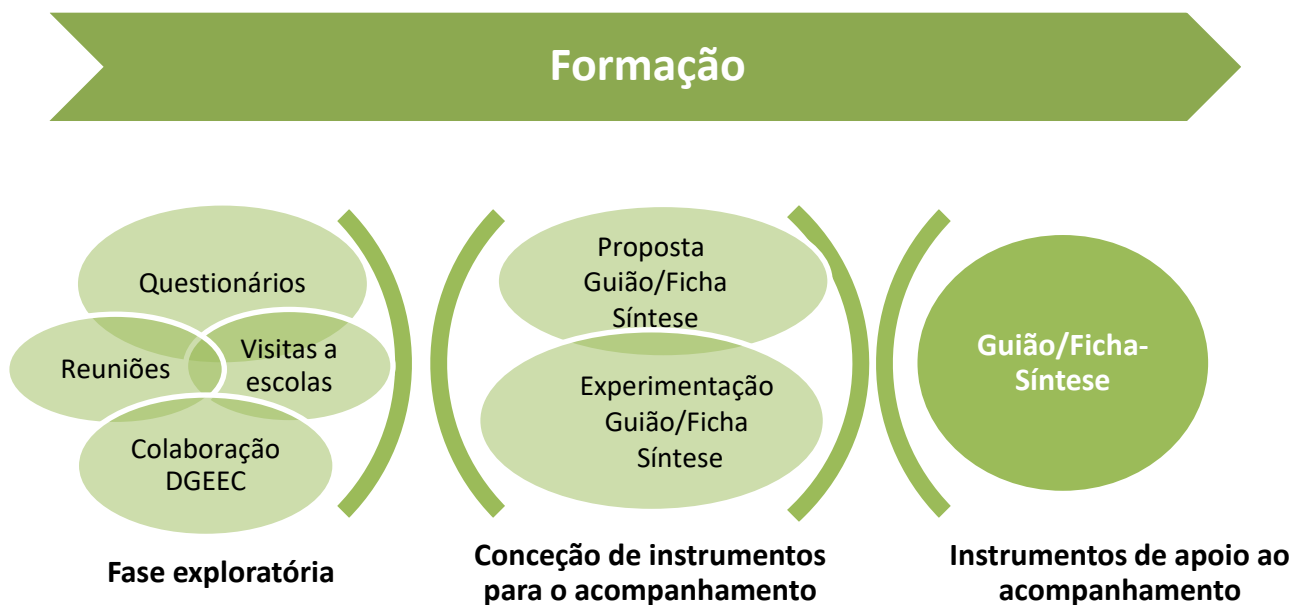 Formação
Questionários
Reuniões
Visitas a
escolas
Colaboração
DGEEC
Fase exploratória
Proposta
Guião/Ficha
Síntese
Experimentação
Guião/Ficha
Síntese
Conceção de instrumentos
para o acompanhamento
Guião/Ficha-
Síntese
Instrumentos de apoio ao
acompanhamento